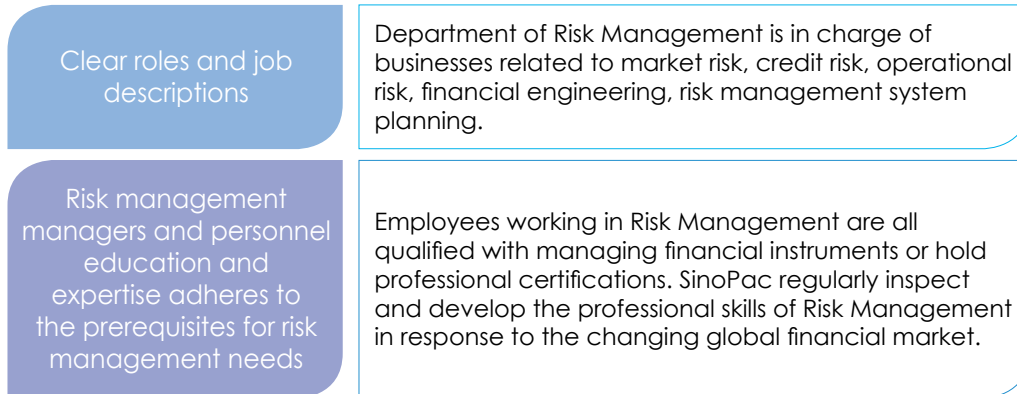 Clear roles and job
descriptions
Department of Risk Management is in charge of
businesses related to market risk, credit risk, operational
risk, financial engineering, risk management system
planning.
Risk management
managers and personnel
education and
expertise adheres to
the prerequisites for risk
management needs
Employees working in Risk Management are all
qualified with managing financial instruments or hold
professional certifications. SinoPac regularly inspect
and develop the professional skills of Risk Management
in response to the changing global financial market.